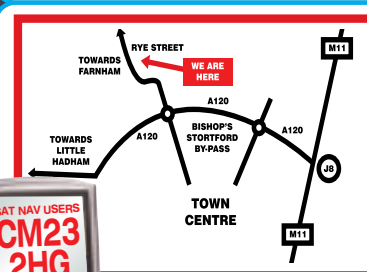 M11
RYE STREET
TOWARDS
FARNHAM
WE ARE
HERE
A120
A120
BISHOP'S
STORTFORD
BY-PASS
A120
TOWARDS
LITTLE
HADHAM
J8
TOWN
CENTRE
M11
SAT NAV USERS
CM23
2HG